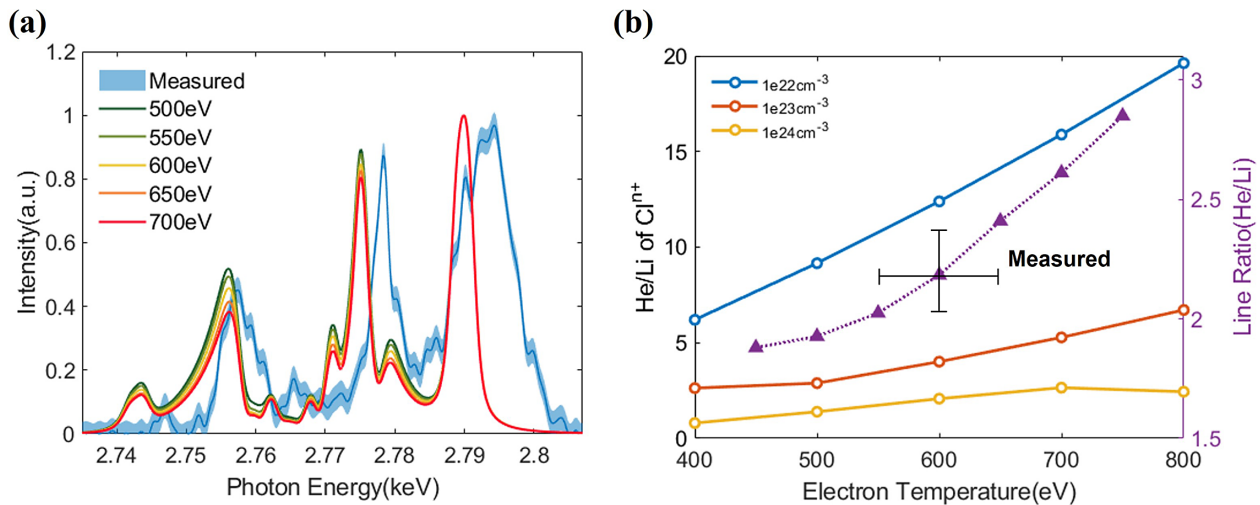 (a)
1.2
1
0.8
0.6
0.4
0.2
0
Intensity(a.u.)
Measured
500eV
550eV
600eV
650eV
700eV
2.74 2.75 2.76 2.77 2.78 2.79 2.8
Photon Energy(keV)
(b)
20
15
10
5
0
He/Li of Clⁿ⁺
1e22cm⁻³
1e23cm⁻³
1e24cm⁻³
Measured
3
2.5
2
1.5
Line Ratio(He/Li)
400 500 600 700 800
Electron Temperature(eV)